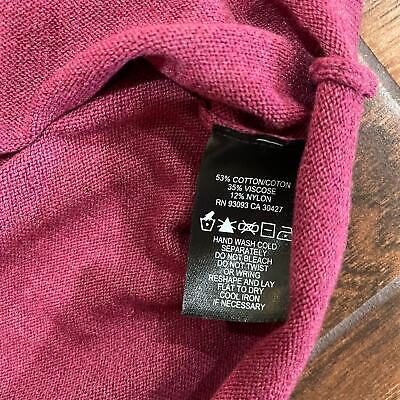 53% COTTON/COTON
35% VISCOSE
12% NYLON
RN 93093 CA 30427
HAND WASH COLD
SEPARATELY
DO NOT BLEACH
DO NOT TWIST
OR WRING
RESHAPE AND LAY
FLAT TO DRY
COOL IRON
IF NECESSARY